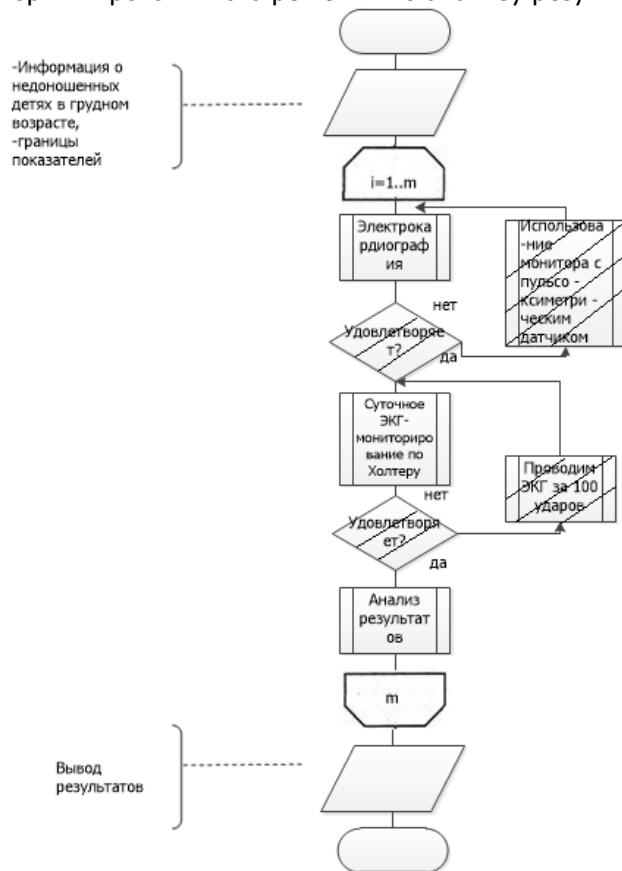 -Информация о
недоношенных
детях в грудном
возрасте,
-границы
показателей
i=1..m
Электрока
рдиограф
ия
Использова
-ние
монитора с
пульсо -
ксиметри -
ческим
датчиком
нет
Удовлетворяе
т?
да
Суточное
ЭКГ-
мониториро
вание по
Холтеру
Проводим
ЭКГ за 100
ударов
нет
Удовлетворя
ет?
да
Анализ
результат
ов
m
Вывод
результатов